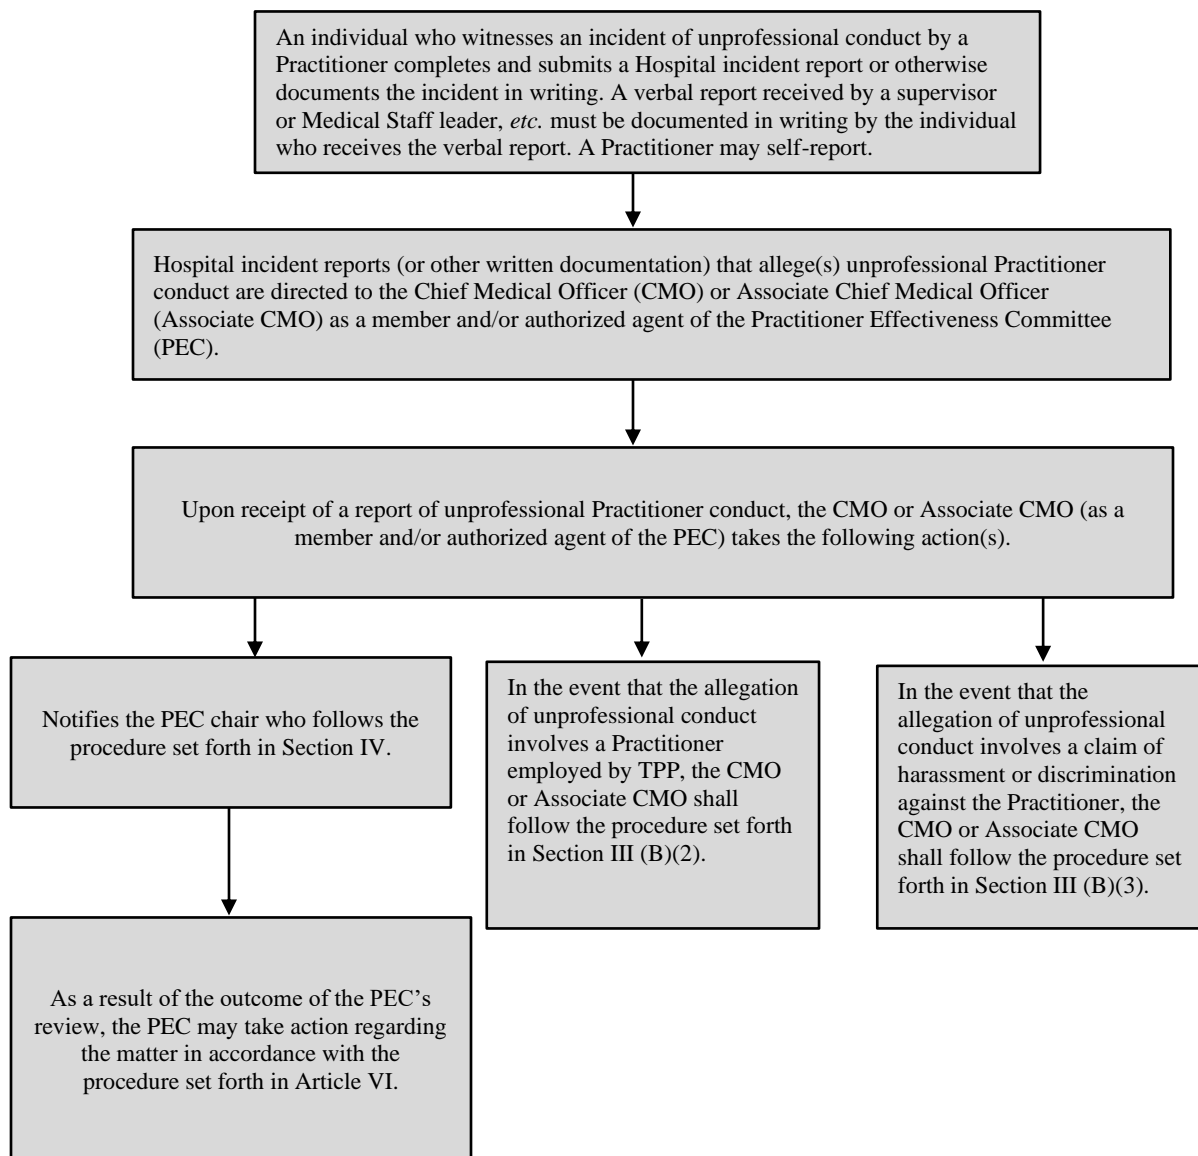 An individual who witnesses an incident of unprofessional conduct by a
Practitioner completes and submits a Hospital incident report or otherwise
documents the incident in writing. A verbal report received by a supervisor
or Medical Staff leader, etc. must be documented in writing by the individual
who receives the verbal report. A Practitioner may self-report.
Hospital incident reports (or other written documentation) that allege(s) unprofessional Practitioner
conduct are directed to the Chief Medical Officer (CMO) or Associate Chief Medical Officer
(Associate CMO) as a member and/or authorized agent of the Practitioner Effectiveness Committee
(PEC).
Upon receipt of a report of unprofessional Practitioner conduct, the CMO or Associate CMO (as a
member and/or authorized agent of the PEC) takes the following action(s).
Notifies the PEC chair who follows the
procedure set forth in Section IV.
In the event that the allegation
of unprofessional conduct
involves a Practitioner
employed by TPP, the CMO
or Associate CMO shall
follow the procedure set forth
in Section III (B)(2).
In the event that the
allegation of unprofessional
conduct involves a claim of
harassment or discrimination
against the Practitioner, the
CMO or Associate CMO
shall follow the procedure set
forth in Section III (B)(3).
As a result of the outcome of the PEC’s
review, the PEC may take action regarding
the matter in accordance with the
procedure set forth in Article VI.